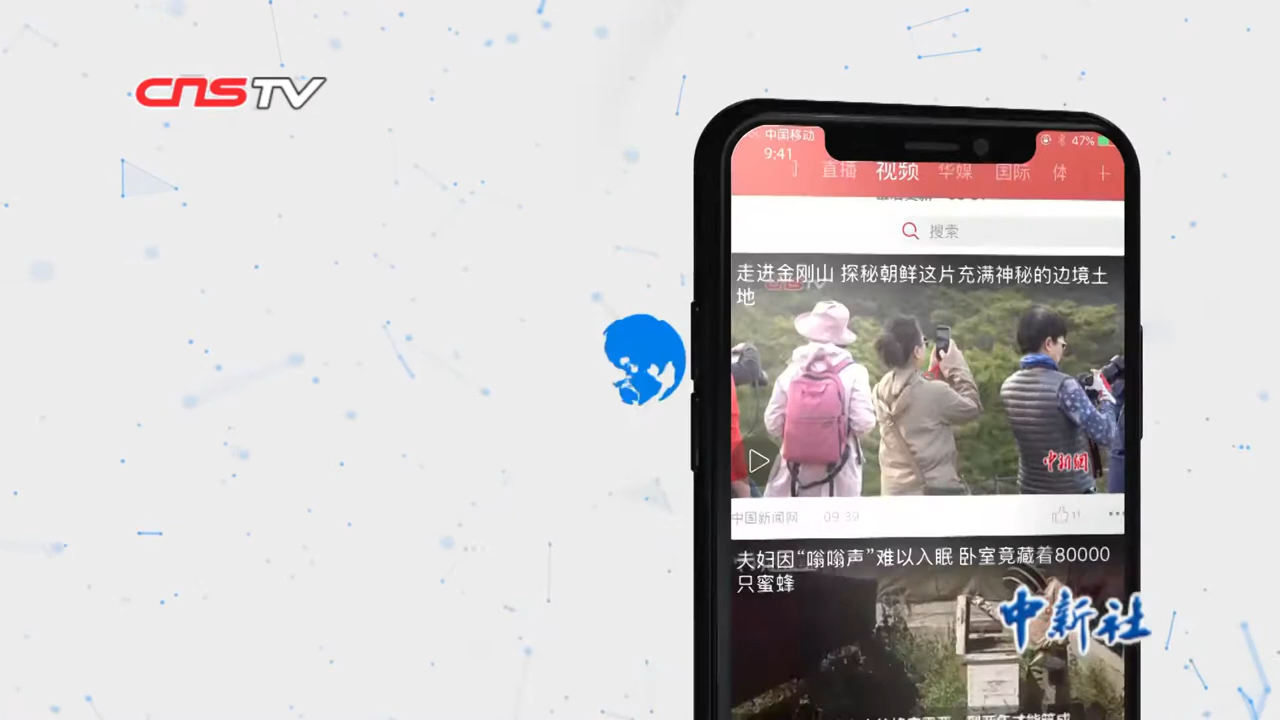 CNSTV
中国移动
47%
9:41
直播 视频 华媒 国际 体 +
搜索
走进金刚山 探秘朝鲜这片充满神秘的边境土
地
中新网
中国新闻网 09:39 11
夫妇因“嗡嗡声”难以入眠 卧室竟藏着80000
只蜜蜂
中新社